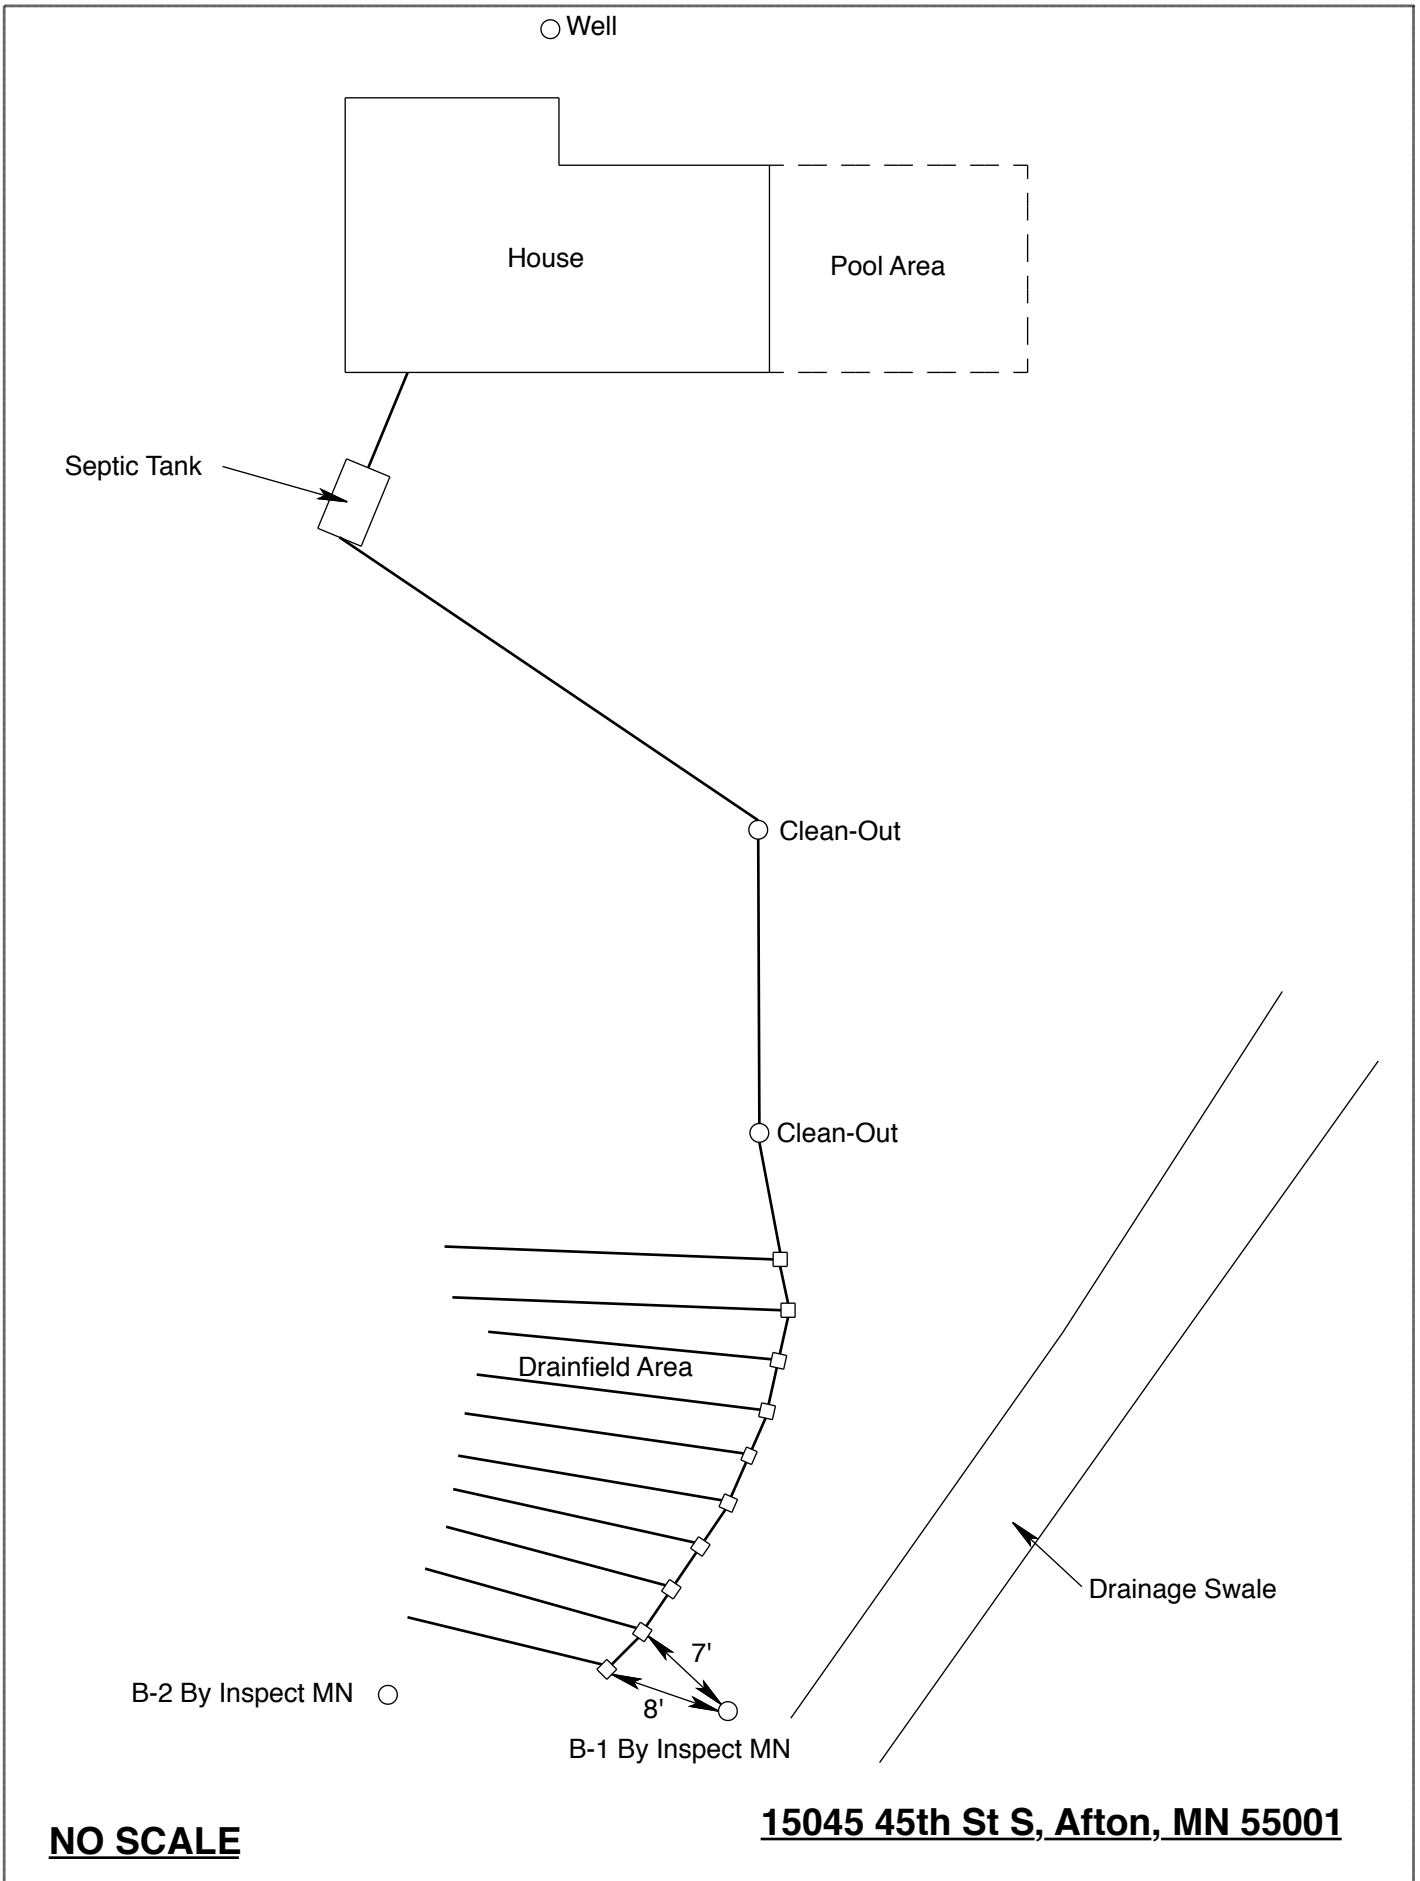 Well
House
Pool Area
Septic Tank
Clean-Out
Clean-Out
Drainfield Area
Drainage Swale
7'
B-2 By Inspect MN
8'
B-1 By Inspect MN
15045 45th St S, Afton, MN 55001
NO SCALE